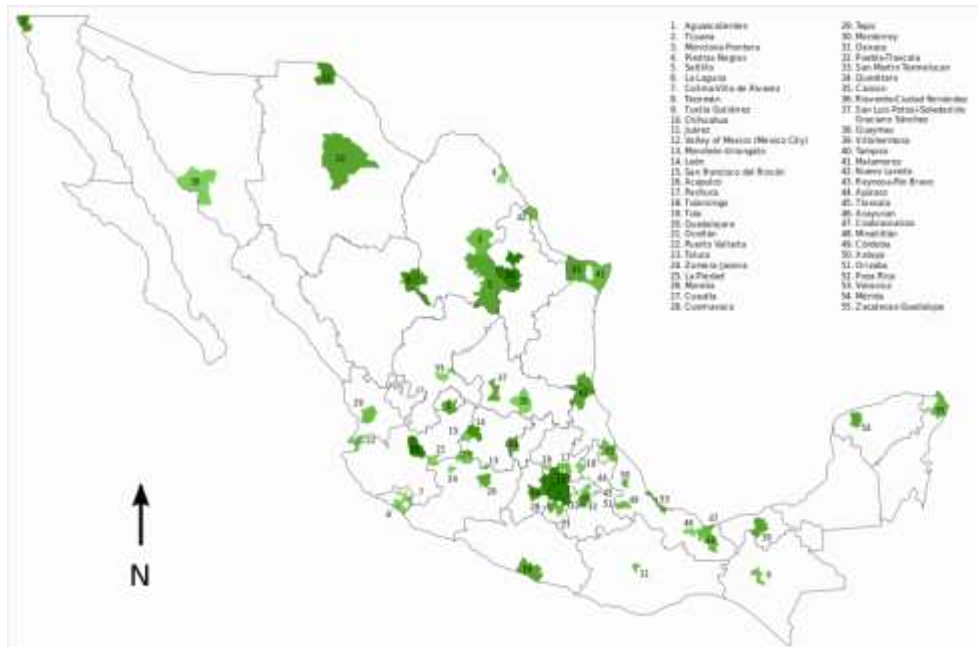 1. Aguascalientes
2. Tijuana
3. Monclova-Frontera
4. Piedras Negras
5. Saltillo
6. La Laguna
7. Colima-Villa de Álvarez
8. Tecomán
9. Tuxtla Gutiérrez
10. Chihuahua
11. Juárez
12. Valley of Mexico (Mexico City)
13. Moroleón-Uriangato
14. León
15. San Francisco del Rincón
16. Acapulco
17. Pachuca
18. Tulancingo
19. Tula
20. Guadalajara
21. Ocotlán
22. Puerto Vallarta
23. Toluca
24. Zamora-Jacona
25. La Piedad
26. Morelia
27. Cuautla
28. Cuernavaca
29. Tepic
30. Monterrey
31. Oaxaca
32. Puebla-Tlaxcala
33. San Martín Texmelucan
34. Querétaro
35. Cancún
36. Rioverde-Ciudad Fernández
37. San Luis Potosí-Soledad de
Graciano Sánchez
38. Guaymas
39. Villahermosa
40. Tampico
41. Matamoros
42. Nuevo Laredo
43. Reynosa-Río Bravo
44. Apizaco
45. Tlaxcala
46. Acayucan
47. Coatzacoalcos
48. Minatitlán
49. Córdoba
50. Xalapa
51. Orizaba
52. Poza Rica
53. Veracruz
54. Mérida
55. Zacatecas-Guadalupe
N